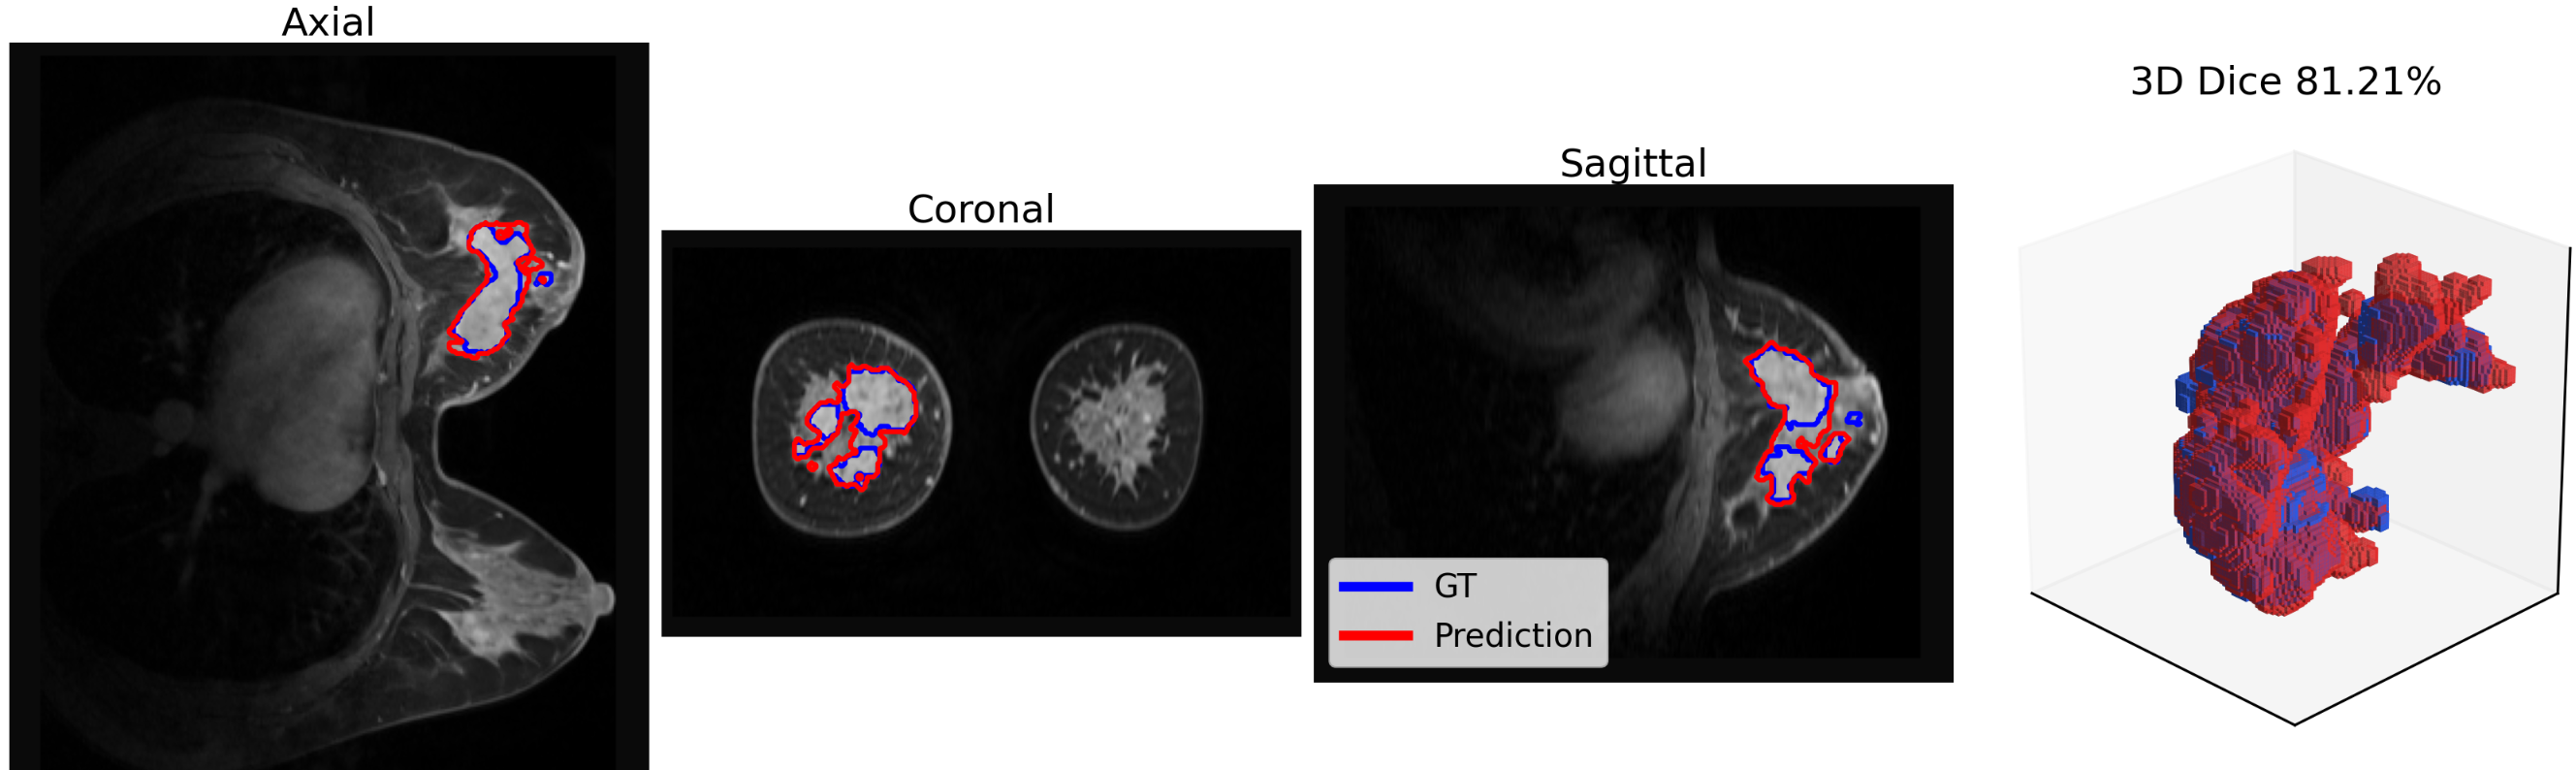 Axial
Coronal
Sagittal
3D Dice 81.21%
GT
Prediction